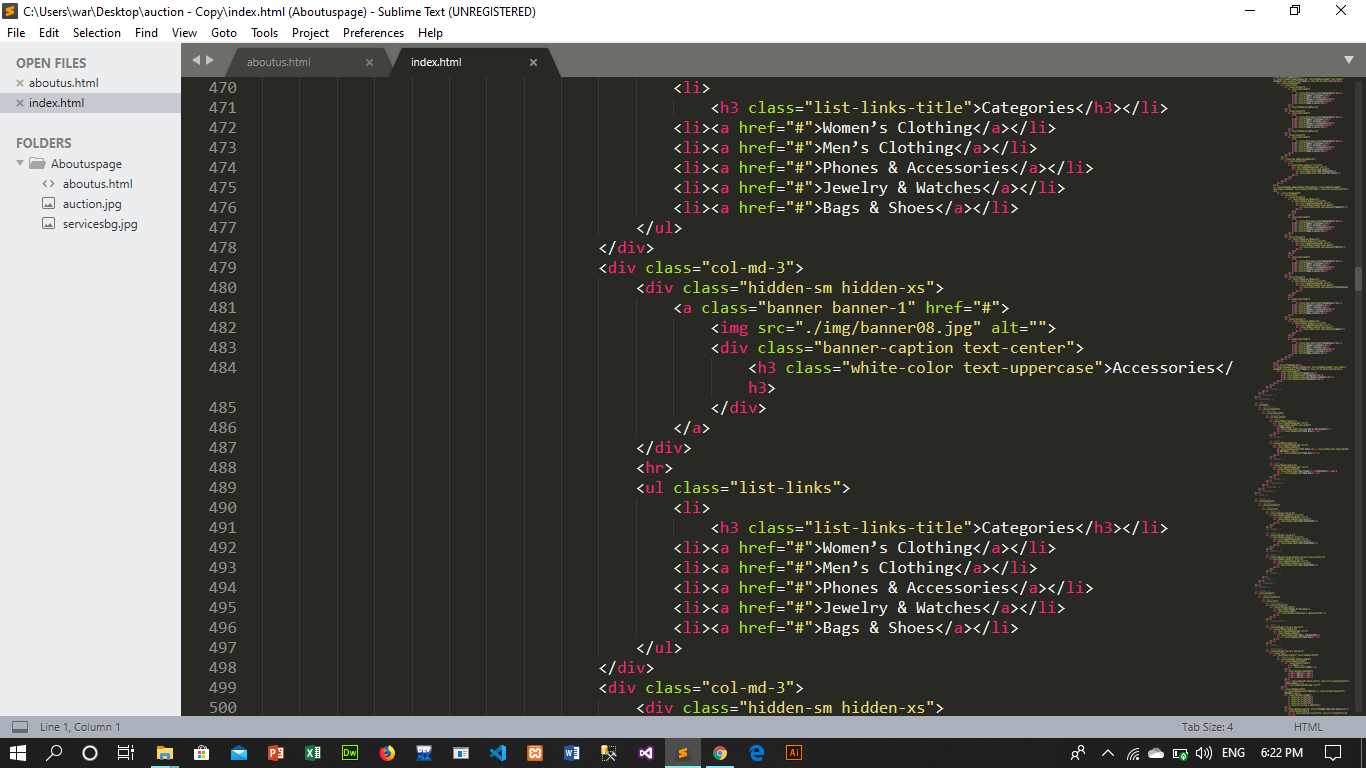 C:\Users\war\Desktop\auction - Copy\index.html (Aboutuspage) - Sublime Text (UNREGISTERED)
File Edit Selection Find View Goto Tools Project Preferences Help
OPEN FILES
aboutus.html
index.html
FOLDERS
Aboutuspage
aboutus.html
auction.jpg
servicesbg.jpg
aboutus.html index.html
470 <li>
471 <h3 class="list-links-title">Categories</h3></li>
472 <li><a href="#">Women’s Clothing</a></li>
473 <li><a href="#">Men’s Clothing</a></li>
474 <li><a href="#">Phones & Accessories</a></li>
475 <li><a href="#">Jewelry & Watches</a></li>
476 <li><a href="#">Bags & Shoes</a></li>
477 </ul>
478 </div>
479 <div class="col-md-3">
480 <div class="hidden-sm hidden-xs">
481 <a class="banner banner-1" href="#">
482 <img src="./img/banner08.jpg" alt="">
483 <div class="banner-caption text-center">
484 <h3 class="white-color text-uppercase">Accessories</
h3>
485 </div>
486 </a>
487 </div>
488 <hr>
489 <ul class="list-links">
490 <li>
491 <h3 class="list-links-title">Categories</h3></li>
492 <li><a href="#">Women’s Clothing</a></li>
493 <li><a href="#">Men’s Clothing</a></li>
494 <li><a href="#">Phones & Accessories</a></li>
495 <li><a href="#">Jewelry & Watches</a></li>
496 <li><a href="#">Bags & Shoes</a></li>
497 </ul>
498 </div>
499 <div class="col-md-3">
500 <div class="hidden-sm hidden-xs">
Line 1, Column 1 Tab Size: 4 HTML
Dw Ai ENG 6:22 PM